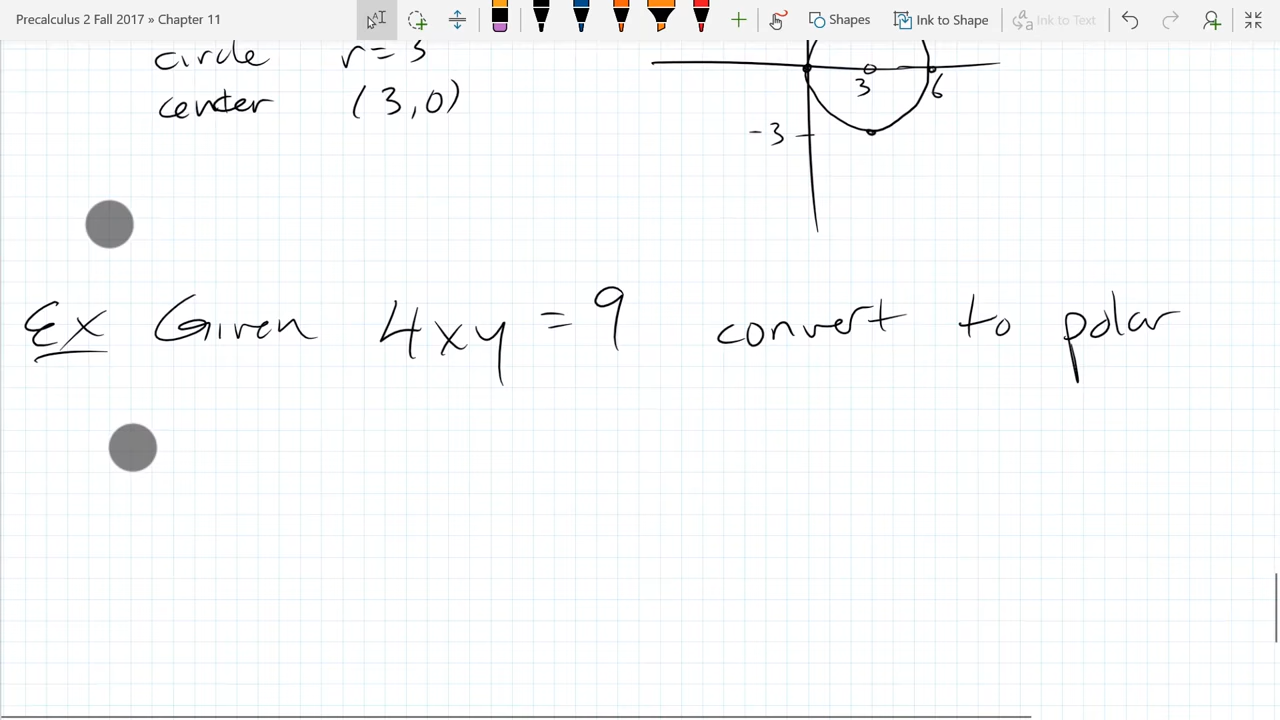 Precalculus 2 Fall 2017 » Chapter 11
Shapes
Ink to Shape
Ink to Text
circle r = 3
center (3,0)
3
6
-3
Ex Given 4xy = 9 convert to polar